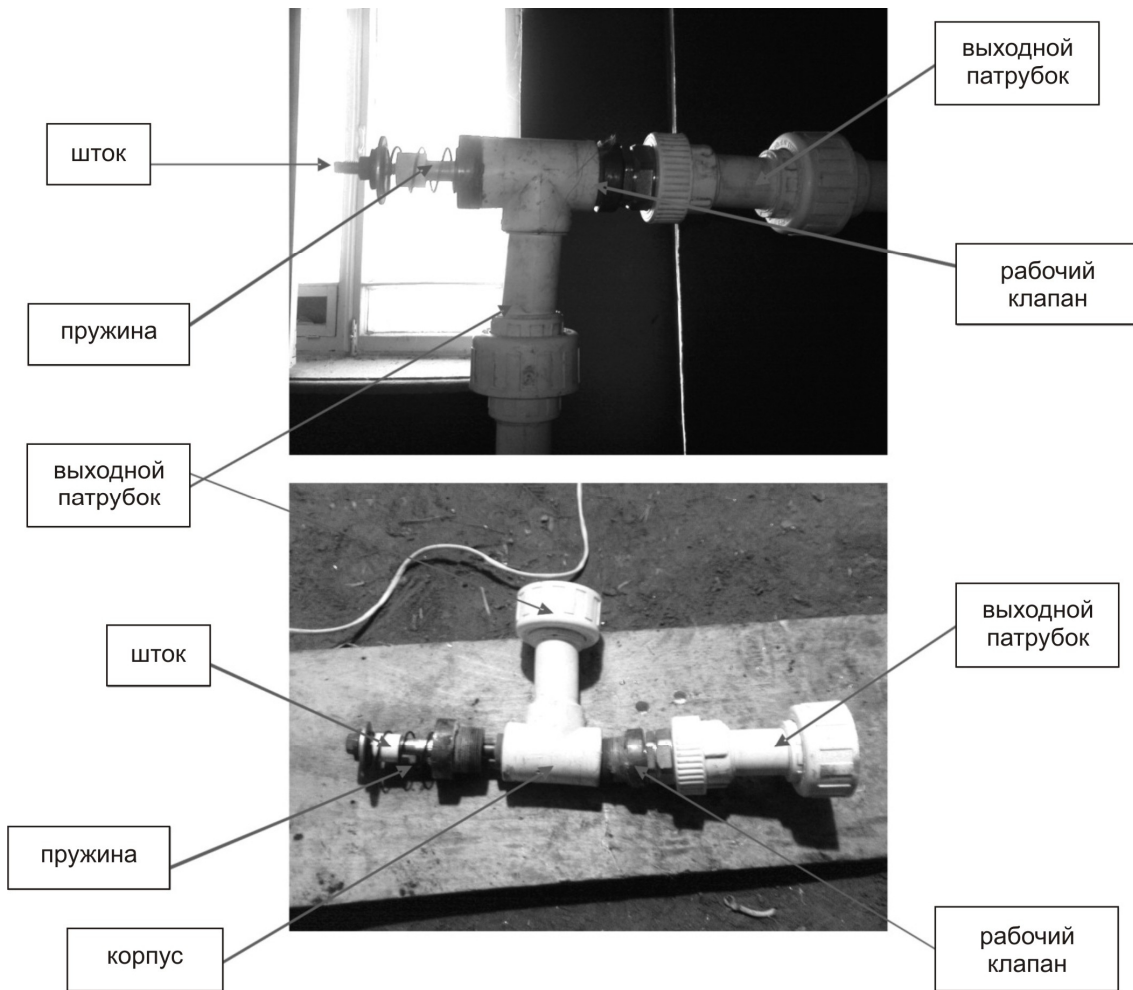 выходной
патрубок
шток
рабочий
клапан
пружина
выходной
патрубок
выходной
патрубок
шток
пружина
корпус
рабочий
клапан